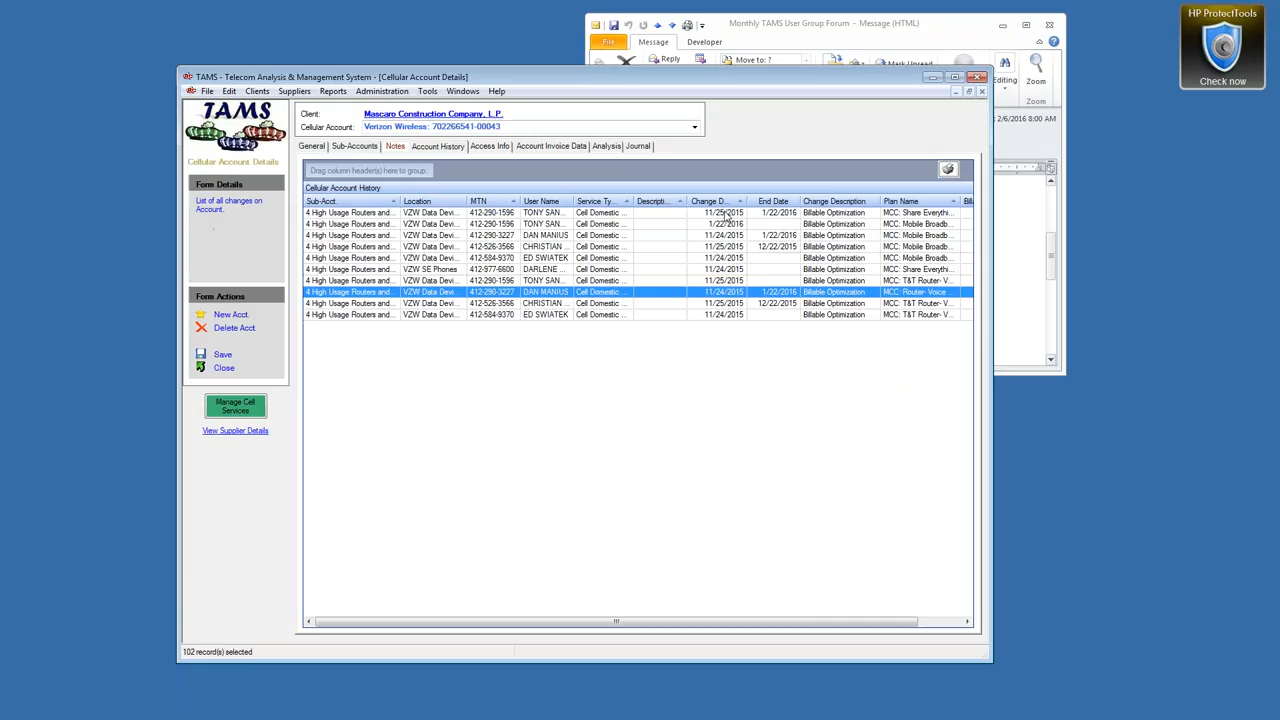 HP ProtectTools
Check now
Monthly TAMS User Group Forum - Message (HTML)
File Message Developer
Reply Move to: ? Mark Unread Editing Zoom
Zoom
2/6/2016 8:00 AM
TAMS - Telecom Analysis & Management System - [Cellular Account Details]
File Edit Clients Suppliers Reports Administration Tools Windows Help
TAMS
Cellular Account Details
Form Details
List of all changes on
Account.
Form Actions
New Acct.
Delete Acct.
Save
Close
Manage Cell
Services
View Supplier Details
Client: Mascaro Construction Company, L.P.
Cellular Account: Verizon Wireless: 702266541-00043
General Sub-Accounts Notes Account History Access Info Account Invoice Data Analysis Journal
Drag column header(s) here to group:
Cellular Account History
Sub-Acct. Location MTN User Name Service Ty... Descripti... Change D... End Date Change Description Plan Name Bil
4 High Usage Routers and... VZW Data Devi... 412-290-1596 TONY SAN... Cell Domestic ... 11/25/2015 1/22/2016 Billable Optimization MCC: Share Everythi...
4 High Usage Routers and... VZW Data Devi... 412-290-1596 TONY SAN... Cell Domestic ... 1/22/2016 Billable Optimization MCC: Mobile Broadb...
4 High Usage Routers and... VZW Data Devi... 412-290-3227 DAN MANIUS Cell Domestic ... 11/24/2015 1/22/2016 Billable Optimization MCC: Mobile Broadb...
4 High Usage Routers and... VZW Data Devi... 412-526-3566 CHRISTIAN ... Cell Domestic ... 11/25/2015 12/22/2015 Billable Optimization MCC: Mobile Broadb...
4 High Usage Routers and... VZW Data Devi... 412-584-9370 ED SWIATEK Cell Domestic ... 11/24/2015 Billable Optimization MCC: Mobile Broadb...
4 High Usage Routers and... VZW SE Phones 412-977-6600 DARLENE ... Cell Domestic ... 11/24/2015 Billable Optimization MCC: Share Everythi...
4 High Usage Routers and... VZW Data Devi... 412-290-1596 TONY SAN... Cell Domestic ... 11/25/2015 Billable Optimization MCC: T&T Router- V...
4 High Usage Routers and... VZW Data Devi... 412-290-3227 DAN MANIUS Cell Domestic ... 11/24/2015 1/22/2016 Billable Optimization MCC: Router- Voice ...
4 High Usage Routers and... VZW Data Devi... 412-526-3566 CHRISTIAN ... Cell Domestic ... 11/25/2015 12/22/2015 Billable Optimization MCC: T&T Router- V...
4 High Usage Routers and... VZW Data Devi... 412-584-9370 ED SWIATEK Cell Domestic ... 11/24/2015 Billable Optimization MCC: T&T Router- V...
102 record(s) selected